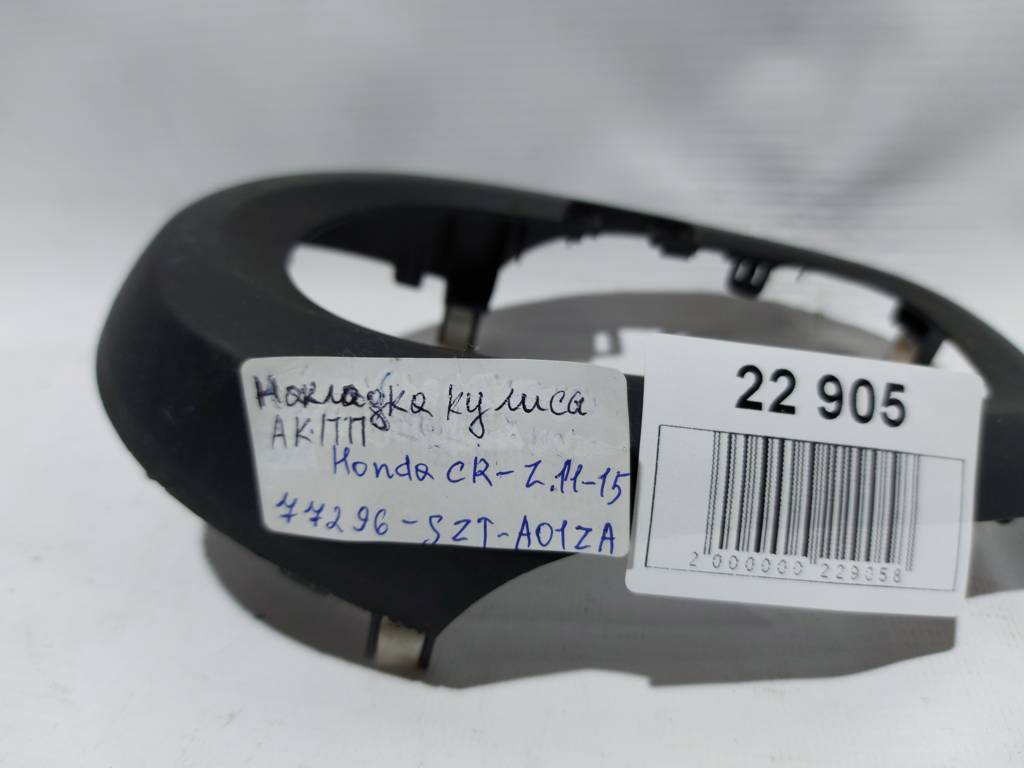 Накладка кулиса
АКПП
Honda CR-Z.11-15
77296-SZT-A01ZA
22 905
2 000000 229058